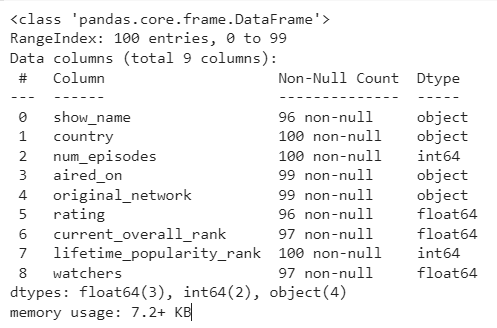 <class 'pandas.core.frame.DataFrame'>
RangeIndex: 100 entries, 0 to 99
Data columns (total 9 columns):
 #   Column                    Non-Null Count  Dtype
---  ------                    --------------  -----
 0   show_name                 96 non-null     object
 1   country                   100 non-null    object
 2   num_episodes              100 non-null    int64
 3   aired_on                  99 non-null     object
 4   original_network          99 non-null     object
 5   rating                    96 non-null     float64
 6   current_overall_rank      97 non-null     float64
 7   lifetime_popularity_rank  100 non-null    int64
 8   watchers                  97 non-null     float64
dtypes: float64(3), int64(2), object(4)
memory usage: 7.2+ KB